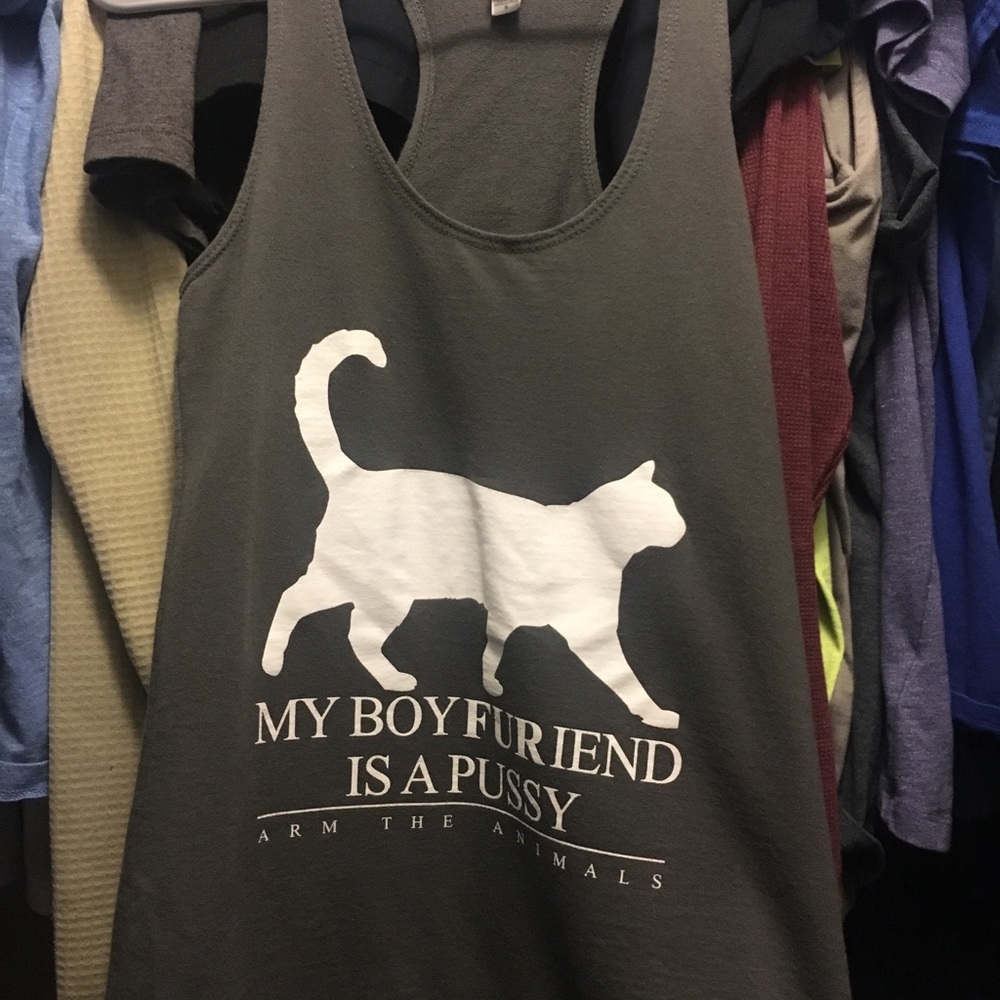 MY BOYFURIEND
IS A PUSSY
ARM THE ANIMALS